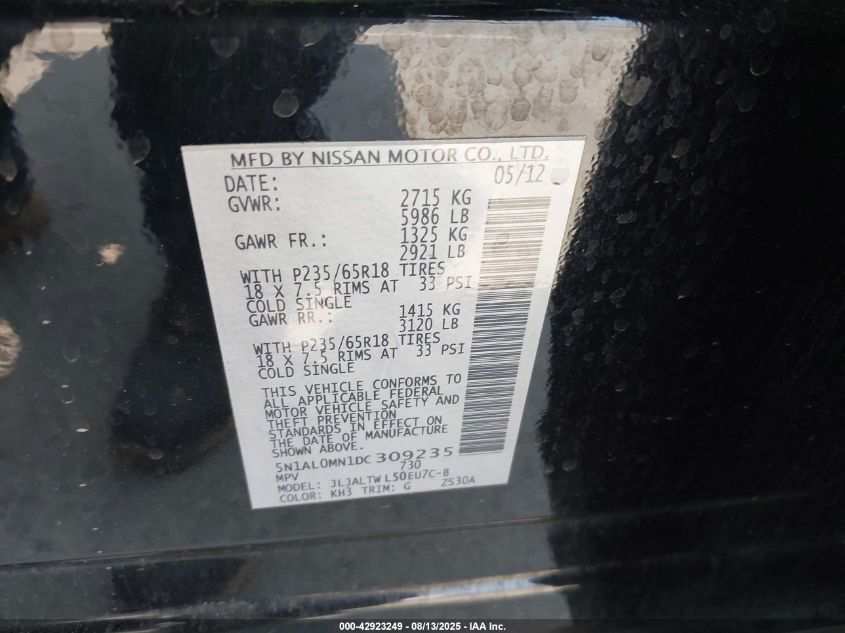 MFD BY NISSAN MOTOR CO., LTD.
DATE: 05/12
GVWR: 2715 KG
5986 LB
GAWR FR.: 1325 KG
2921 LB
WITH P235/65R18 TIRES
18 X 7.5 RIMS AT 33 PSI
COLD SINGLE
GAWR RR.: 1415 KG
3120 LB
WITH P235/65R18 TIRES
18 X 7.5 RIMS AT 33 PSI
COLD SINGLE
THIS VEHICLE CONFORMS TO
ALL APPLICABLE FEDERAL
MOTOR VEHICLE SAFETY AND
THEFT PREVENTION
STANDARDS IN EFFECT ON
THE DATE OF MANUFACTURE
SHOWN ABOVE.
5N1AL0MN1DC309235
MPV 730
MODEL: JLJALTWL50EU7C-B
COLOR: KH3 TRIM: G ZS30A
000-42923249 - 08/13/2025 - IAA Inc.